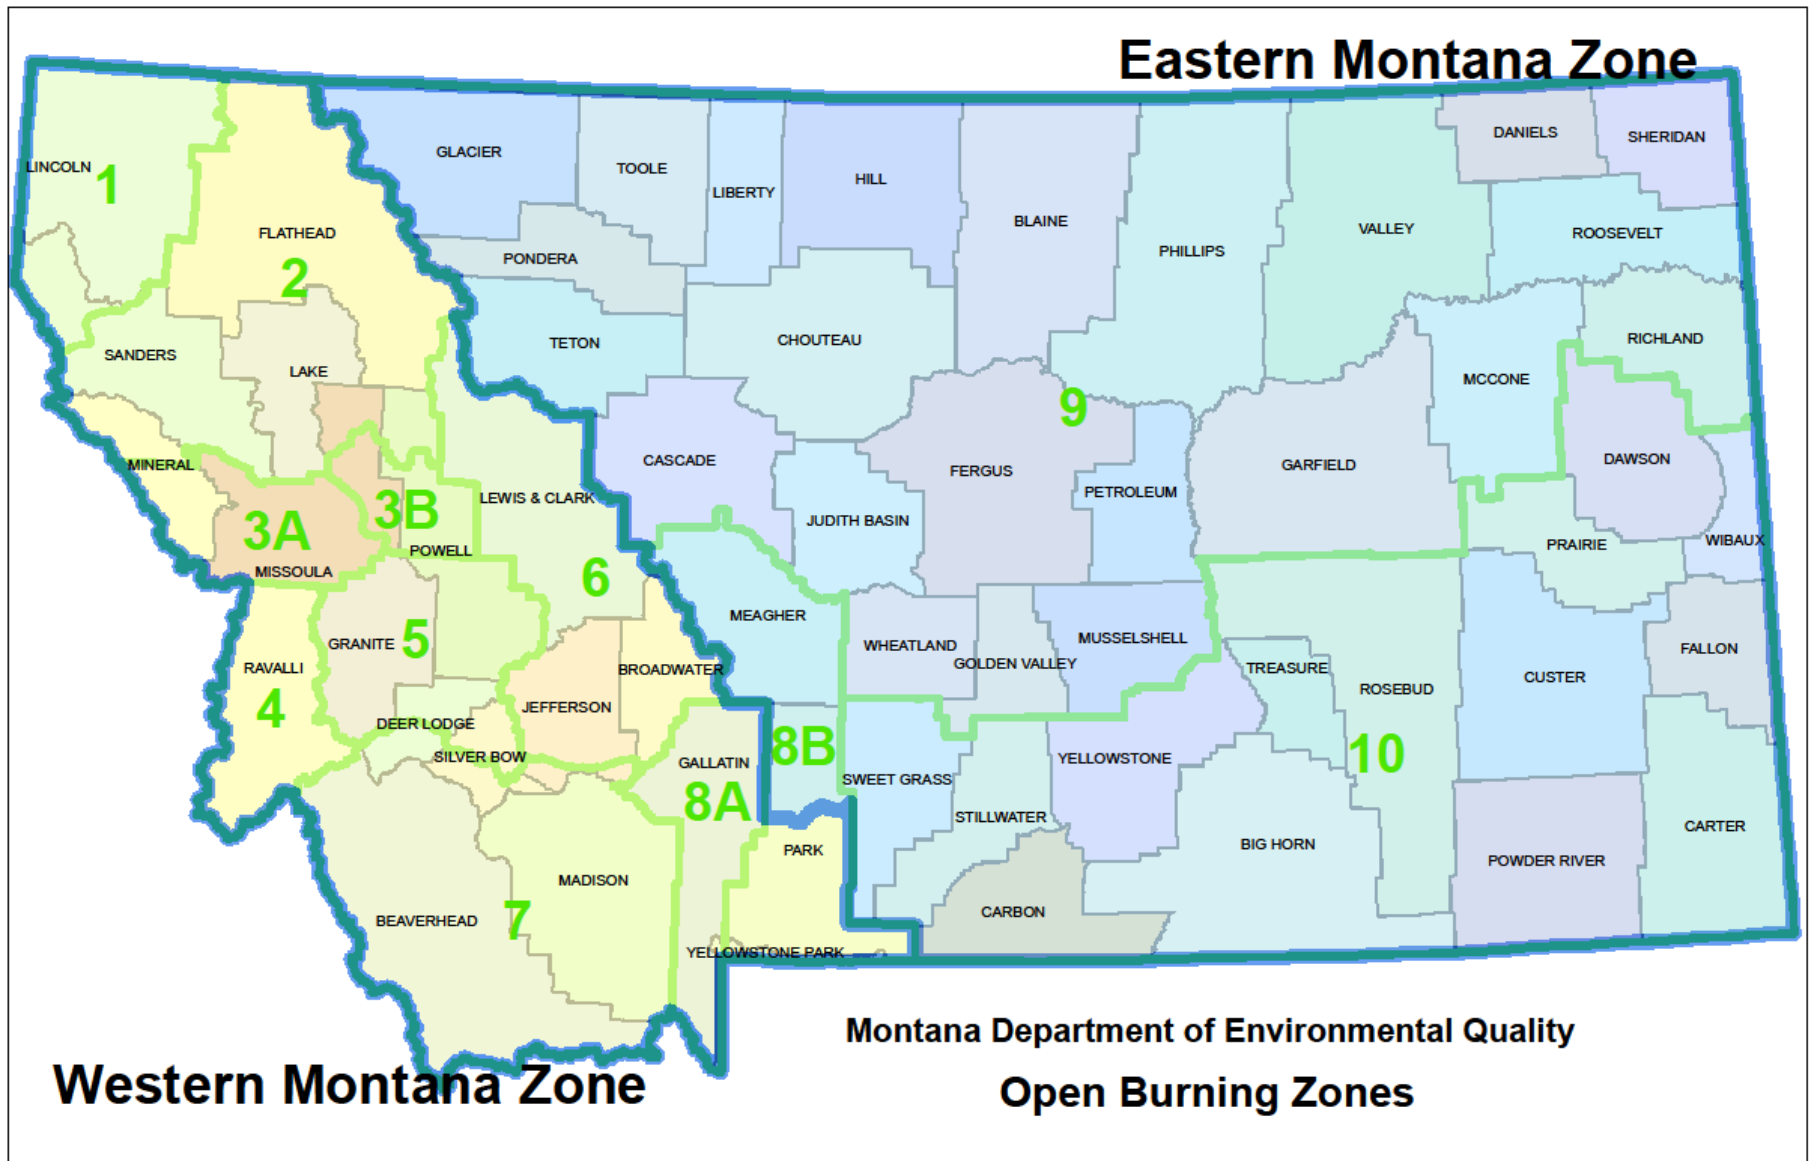 Eastern Montana Zone
LINCOLN
1
FLATHEAD
2
GLACIER
TOOLE
LIBERTY
HILL
BLAINE
PHILLIPS
VALLEY
DANIELS
SHERIDAN
ROOSEVELT
PONDERA
TETON
CHOUTEAU
SANDERS
LAKE
MCCONE
RICHLAND
9
CASCADE
FERGUS
PETROLEUM
GARFIELD
DAWSON
MINERAL
LEWIS & CLARK
JUDITH BASIN
3A
3B
POWELL
MISSOULA
6
PRAIRIE
WIBAUX
MEAGHER
WHEATLAND
GOLDEN VALLEY
MUSSELSHELL
GRANITE
5
RAVALLI
4
BROADWATER
JEFFERSON
TREASURE
ROSEBUD
CUSTER
FALLON
DEER LODGE
SILVER BOW
GALLATIN
8A
8B
SWEET GRASS
YELLOWSTONE
10
STILLWATER
PARK
BIG HORN
POWDER RIVER
CARTER
MADISON
BEAVERHEAD
7
CARBON
YELLOWSTONE PARK
Montana Department of Environmental Quality
Open Burning Zones
Western Montana Zone